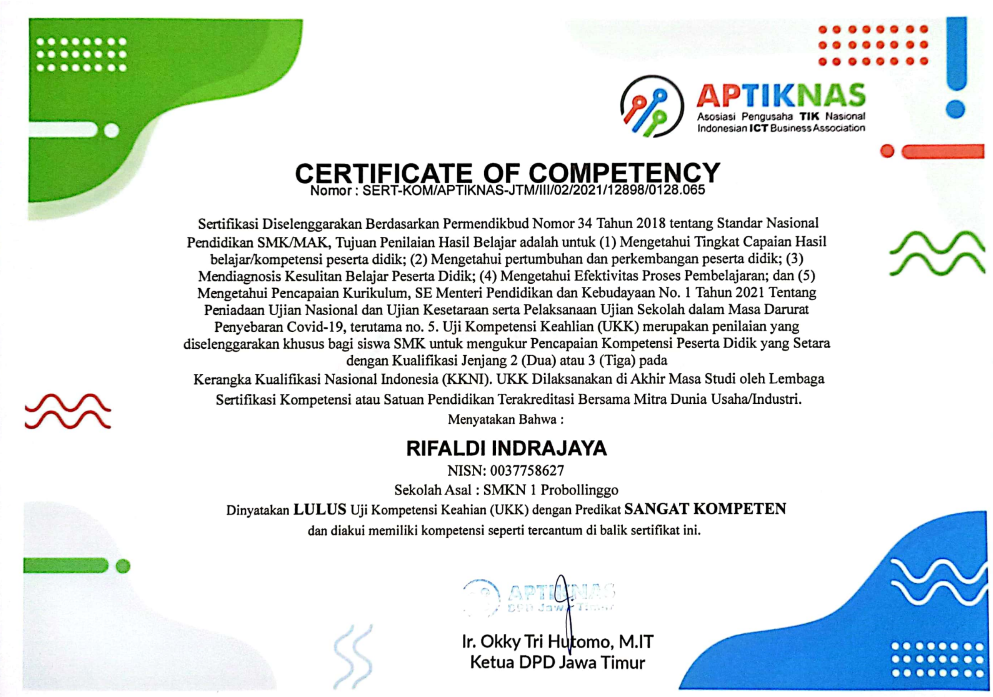 APTIKNAS
Asosiasi Pengusaha TIK Nasional
Indonesian ICT Business Association
CERTIFICATE OF COMPETENCY
Nomor : SERT-KOM/APTIKNAS-JTM/III/02/2021/12898/0128.065
Sertifikasi Diselenggarakan Berdasarkan Permendikbud Nomor 34 Tahun 2018 tentang Standar Nasional
Pendidikan SMK/MAK, Tujuan Penilaian Hasil Belajar adalah untuk (1) Mengetahui Tingkat Capaian Hasil
belajar/kompetensi peserta didik; (2) Mengetahui pertumbuhan dan perkembangan peserta didik; (3)
Mendiagnosis Kesulitan Belajar Peserta Didik; (4) Mengetahui Efektivitas Proses Pembelajaran; dan (5)
Mengetahui Pencapaian Kurikulum, SE Menteri Pendidikan dan Kebudayaan No. 1 Tahun 2021 Tentang
Peniadaan Ujian Nasional dan Ujian Kesetaraan serta Pelaksanaan Ujian Sekolah dalam Masa Darurat
Penyebaran Covid-19, terutama no. 5. Uji Kompetensi Keahlian (UKK) merupakan penilaian yang
diselenggarakan khusus bagi siswa SMK untuk mengukur Pencapaian Kompetensi Peserta Didik yang Setara
dengan Kualifikasi Jenjang 2 (Dua) atau 3 (Tiga) pada
Kerangka Kualifikasi Nasional Indonesia (KKNI). UKK Dilaksanakan di Akhir Masa Studi oleh Lembaga
Sertifikasi Kompetensi atau Satuan Pendidikan Terakreditasi Bersama Mitra Dunia Usaha/Industri.
Menyatakan Bahwa :
RIFALDI INDRAJAYA
NISN: 0037758627
Sekolah Asal : SMKN 1 Probollinggo
Dinyatakan LULUS Uji Kompetensi Keahian (UKK) dengan Predikat SANGAT KOMPETEN
dan diakui memiliki kompetensi seperti tercantum di balik sertifikat ini.
APTIKNAS
DPD Jawa Timur
Ir. Okky Tri Hutomo, M.IT
Ketua DPD Jawa Timur